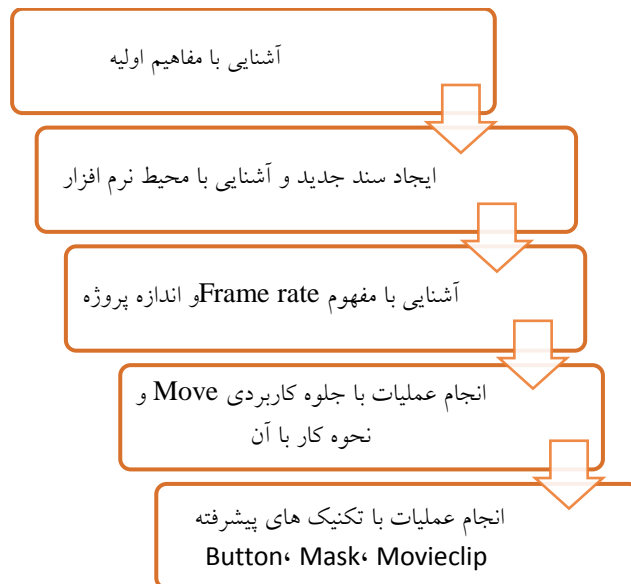 آشنایی با مفاهیم اولیه
ایجاد سند جدید و آشنایی با محیط نرم افزار
آشنایی با مفهوم Frame rateو اندازه پروژه
انجام عملیات با جلوه کاربردی Move و
نحوه کار با آن
انجام عملیات با تکنیک های پیشرفته
Button، Mask، Movieclip